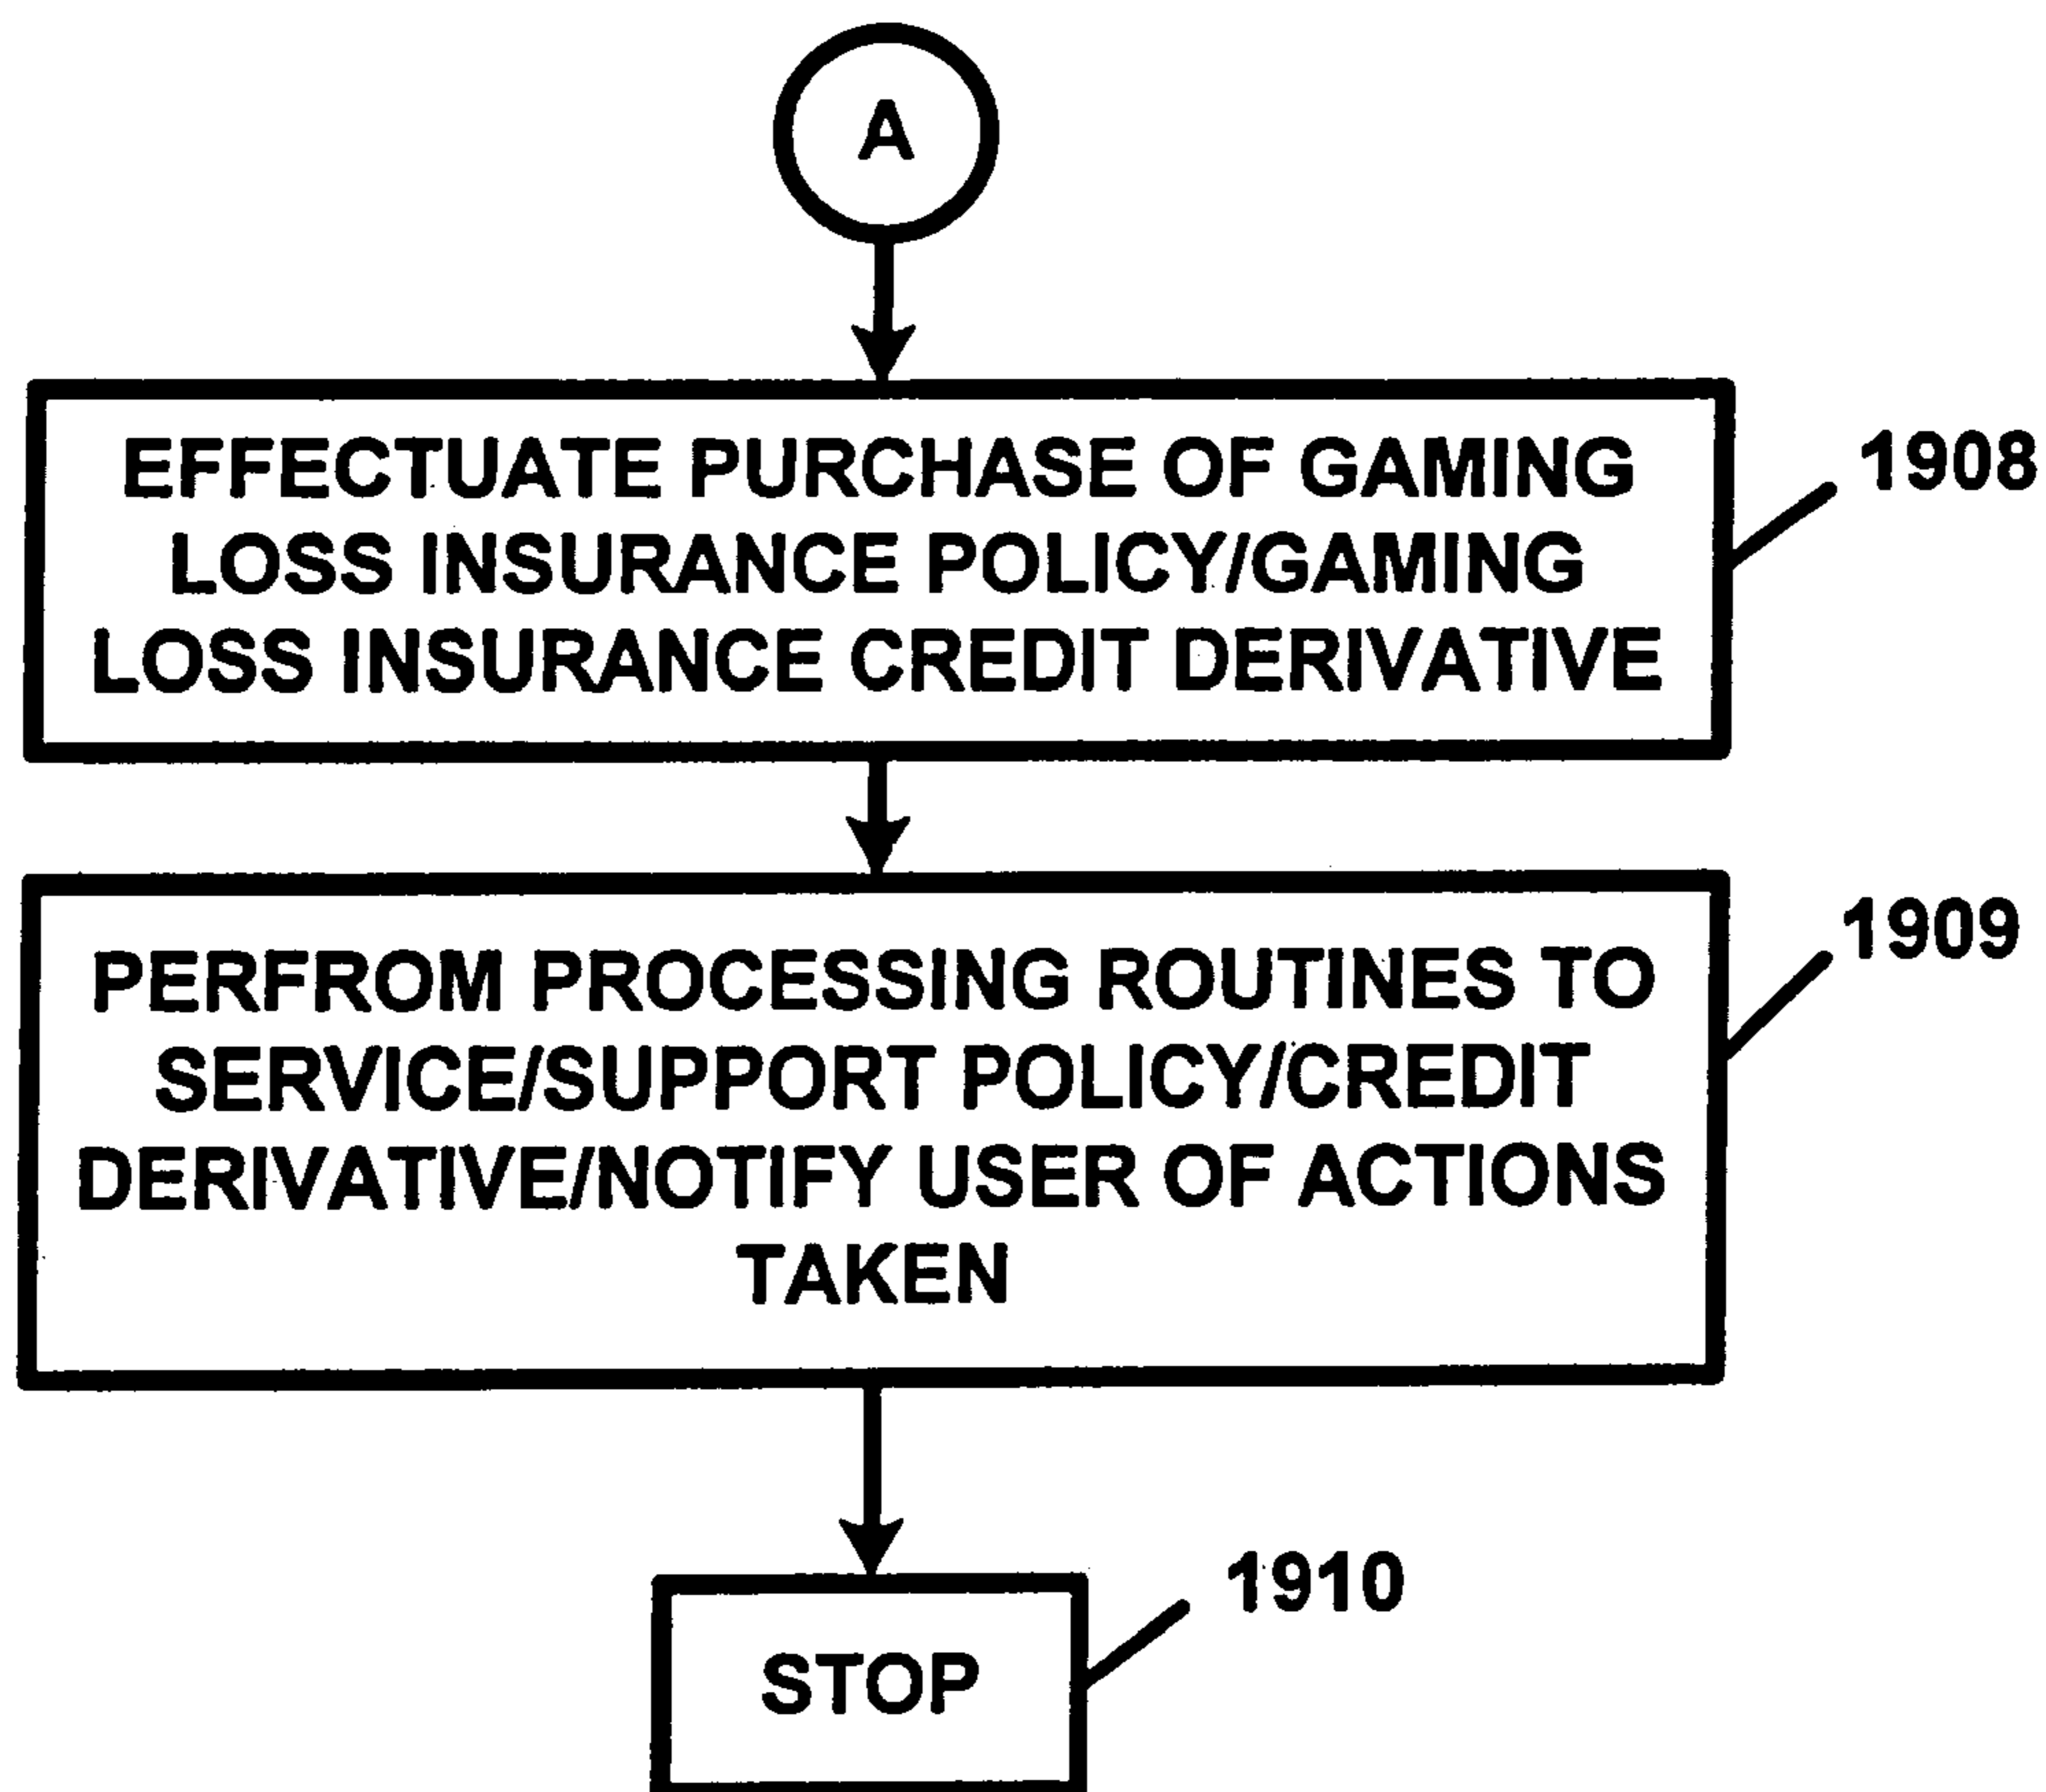 A
EFFECTUATE PURCHASE OF GAMING
LOSS INSURANCE POLICY/GAMING
LOSS INSURANCE CREDIT DERIVATIVE
1908
PERFROM PROCESSING ROUTINES TO
SERVICE/SUPPORT POLICY/CREDIT
DERIVATIVE/NOTIFY USER OF ACTIONS
TAKEN
1909
STOP
1910